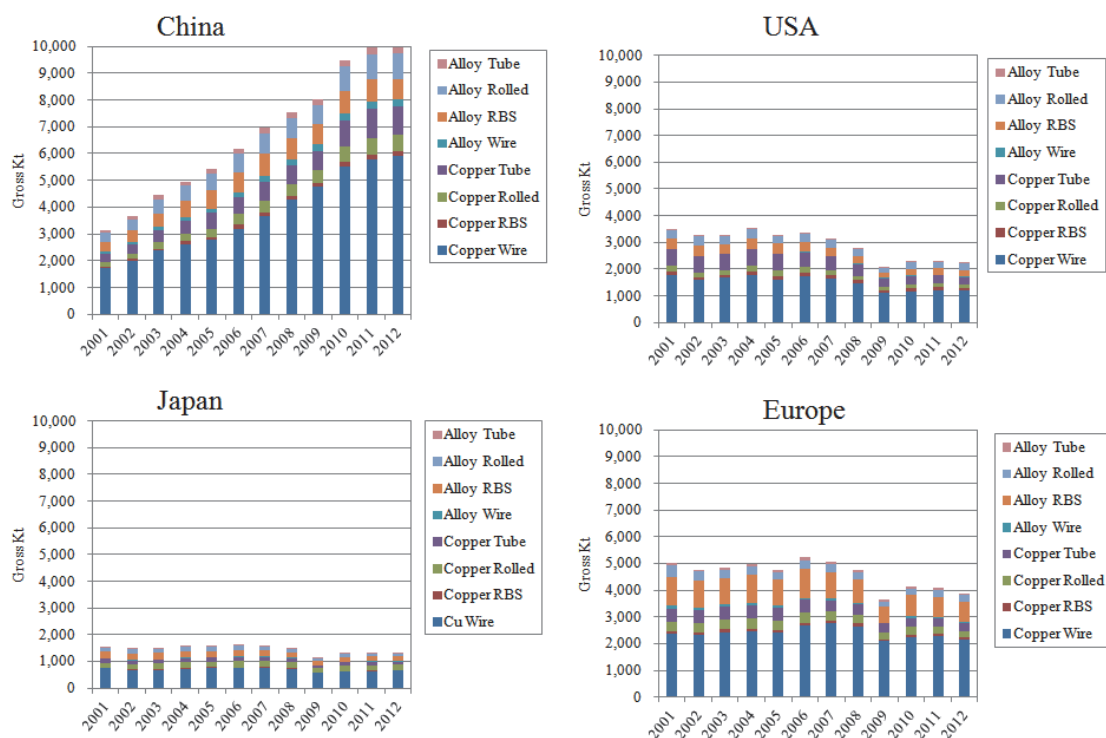 China
Gross Kt
10,000
9,000
8,000
7,000
6,000
5,000
4,000
3,000
2,000
1,000
0
2001 2002 2003 2004 2005 2006 2007 2008 2009 2010 2011 2012
Alloy Tube
Alloy Rolled
Alloy RBS
Alloy Wire
Copper Tube
Copper Rolled
Copper RBS
Copper Wire
USA
Gross Kt
10,000
9,000
8,000
7,000
6,000
5,000
4,000
3,000
2,000
1,000
0
2001 2002 2003 2004 2005 2006 2007 2008 2009 2010 2011 2012
Alloy Tube
Alloy Rolled
Alloy RBS
Alloy Wire
Copper Tube
Copper Rolled
Copper RBS
Copper Wire
Japan
Gross Kt
10,000
9,000
8,000
7,000
6,000
5,000
4,000
3,000
2,000
1,000
0
2001 2002 2003 2004 2005 2006 2007 2008 2009 2010 2011 2012
Alloy Tube
Alloy Rolled
Alloy RBS
Alloy Wire
Copper Tube
Copper Rolled
Copper RBS
Cu Wire
Europe
Gross Kt
10,000
9,000
8,000
7,000
6,000
5,000
4,000
3,000
2,000
1,000
0
2001 2002 2003 2004 2005 2006 2007 2008 2009 2010 2011 2012
Alloy Tube
Alloy Rolled
Alloy RBS
Alloy Wire
Copper Tube
Copper Rolled
Copper RBS
Copper Wire